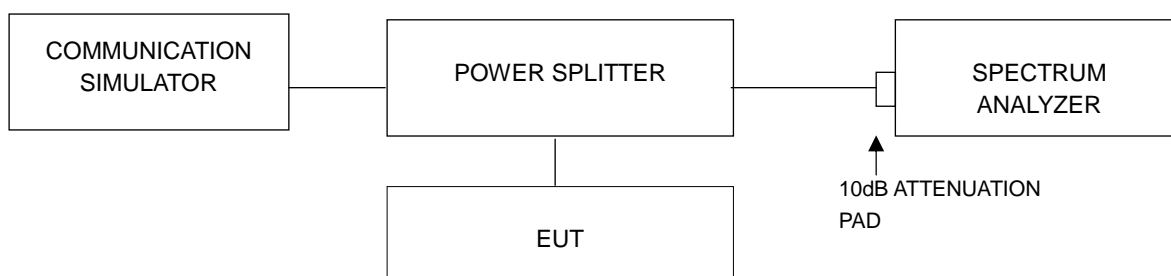 COMMUNICATION
SIMULATOR
POWER SPLITTER
SPECTRUM
ANALYZER
10dB ATTENUATION
PAD
EUT